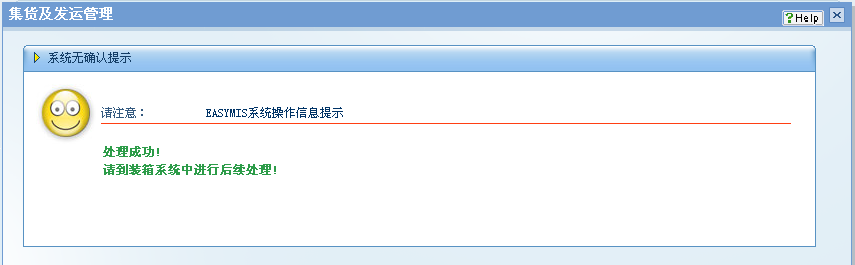 集货及发运管理
?Help
系统无确认提示
请注意： EASYMIS系统操作信息提示
处理成功!
请到装箱系统中进行后续处理!